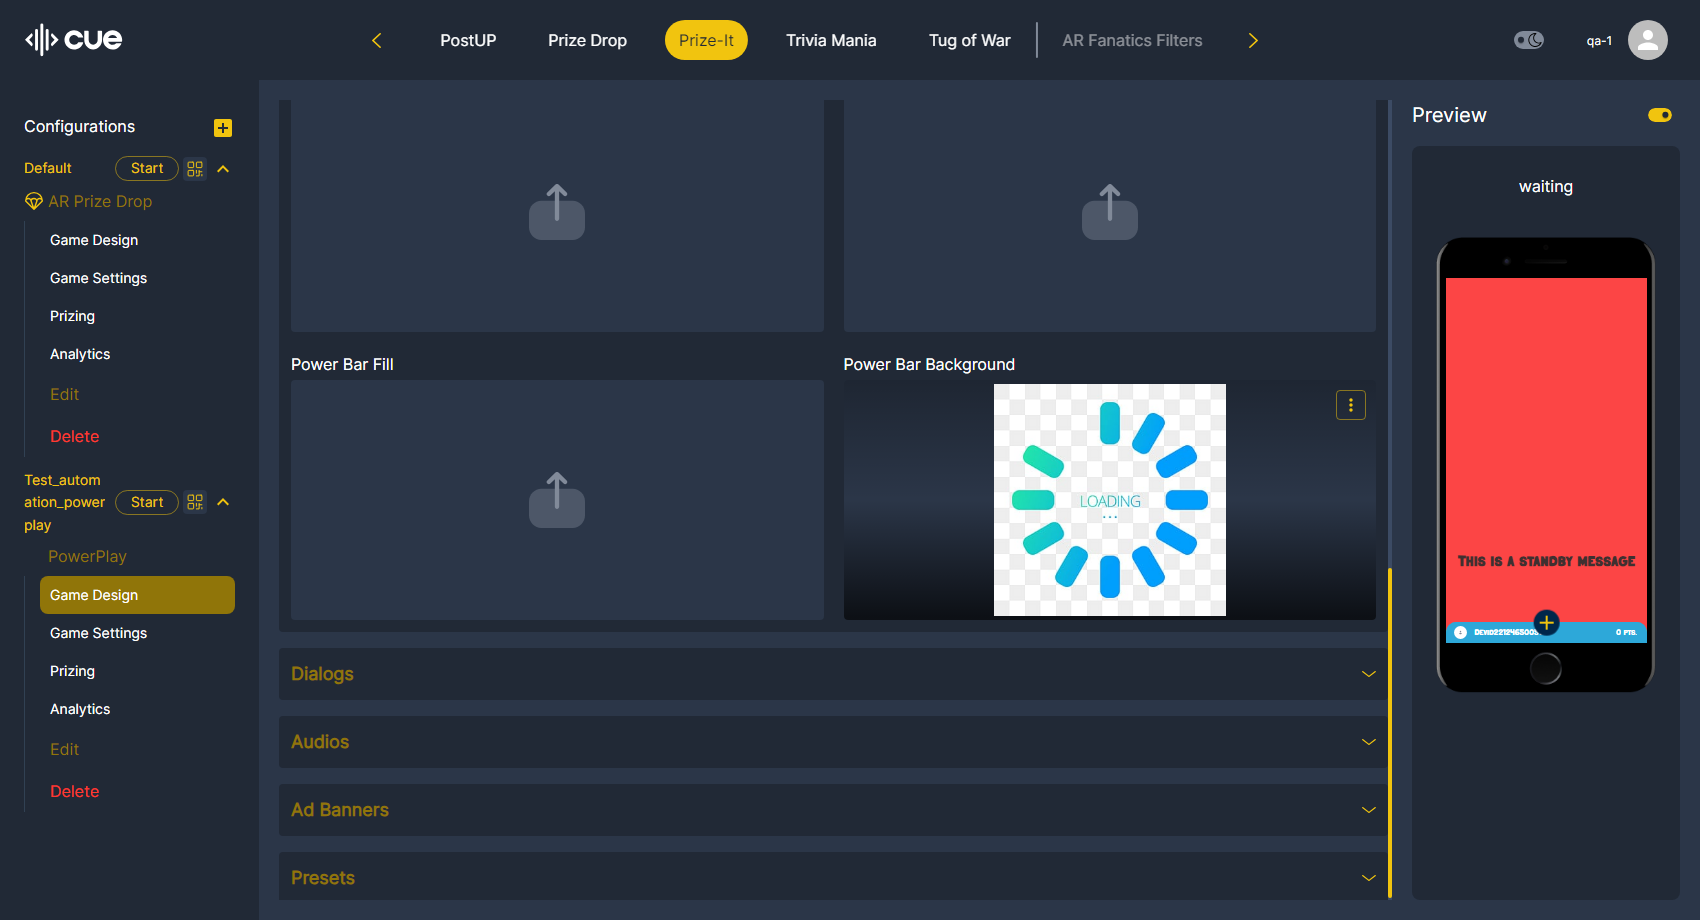 cue
PostUP
Prize Drop
Prize-It
Trivia Mania
Tug of War
AR Fanatics Filters
qa-1
Configurations
Default
Start
AR Prize Drop
Game Design
Game Settings
Prizing
Analytics
Edit
Delete
Test_autom
ation_power
play
Start
PowerPlay
Game Design
Game Settings
Prizing
Analytics
Edit
Delete
Power Bar Fill
Power Bar Background
LOADING
...
Dialogs
Audios
Ad Banners
Presets
Preview
waiting
This is a standby message
0 pts.